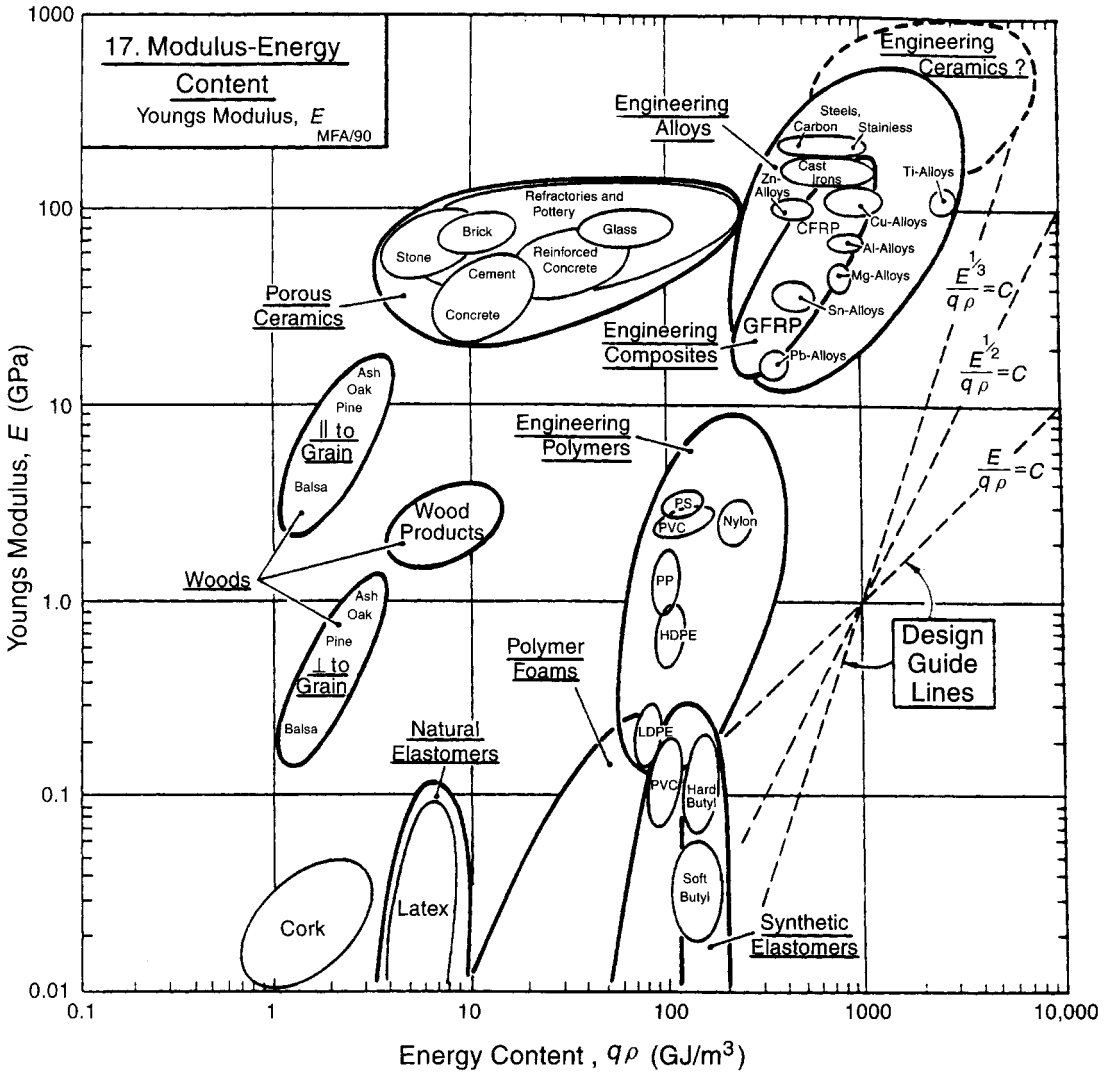 17. Modulus-Energy
Content
Youngs Modulus, E
MFA/90
Engineering
Ceramics ?
Engineering
Alloys
Steels,
Carbon
Stainless
Cast
Irons
Zn-
Alloys
Ti-Alloys
CFRP
Cu-Alloys
Al-Alloys
Mg-Alloys
Sn-Alloys
GFRP
Pb-Alloys
Engineering
Composites
Refractories and
Pottery
Brick
Glass
Stone
Reinforced
Concrete
Cement
Concrete
Porous
Ceramics
E^1/3 / qρ = C
E^1/2 / qρ = C
E / qρ = C
Ash
Oak
Pine
|| to
Grain
Balsa
Wood
Products
Woods
Ash
Oak
Pine
⊥ to
Grain
Balsa
Engineering
Polymers
PS
PVC
Nylon
PP
HDPE
LDPE
PVC
Hard
Butyl
Soft
Butyl
Polymer
Foams
Natural
Elastomers
Design
Guide
Lines
Cork
Latex
Synthetic
Elastomers
1000
100
10
1.0
0.1
0.01
Youngs Modulus, E (GPa)
0.1
1
10
100
1000
10,000
Energy Content , qρ (GJ/m³)